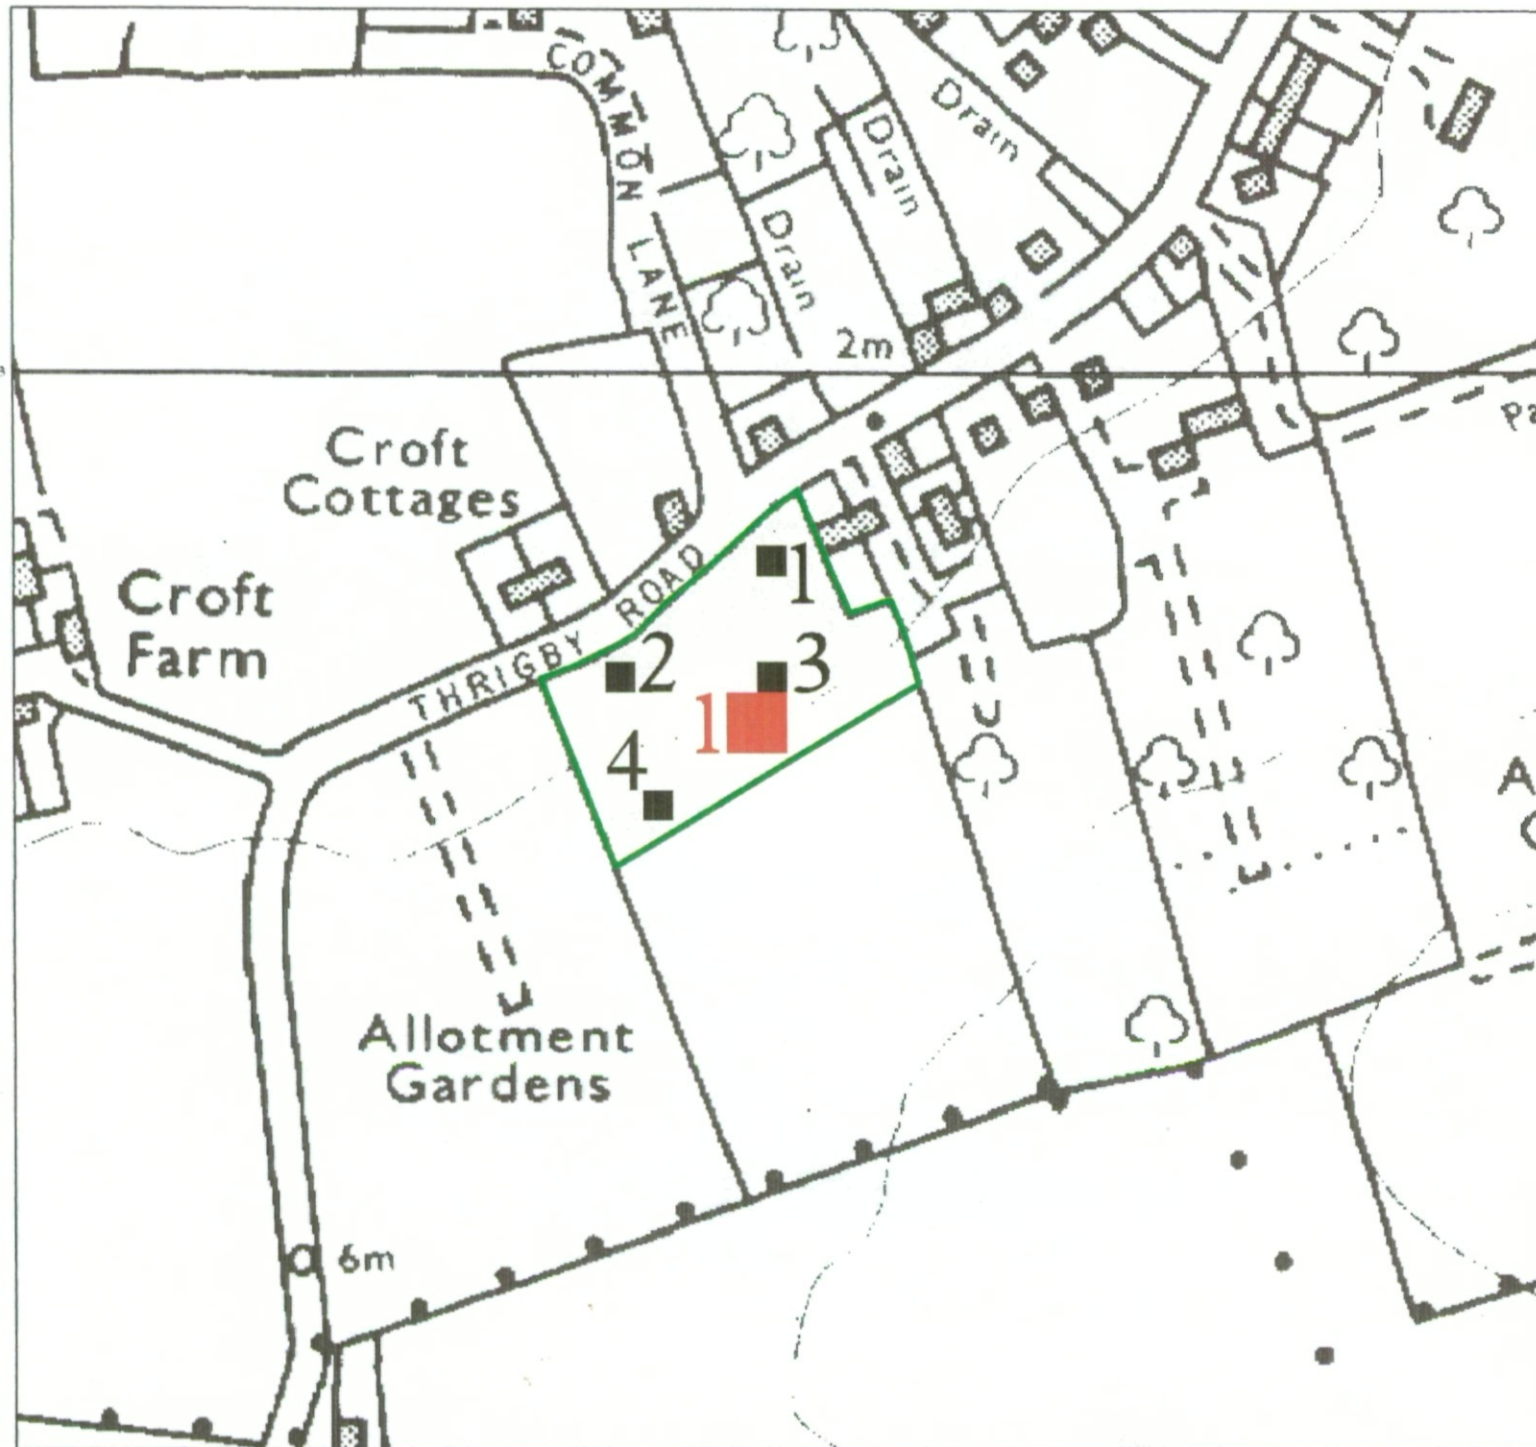 COMMON LANE
Drain
Drain
Drain
2m
Croft
Cottages
Croft
Farm
THRIGBY ROAD
1
2
3
1
4
Allotment
Gardens
6m